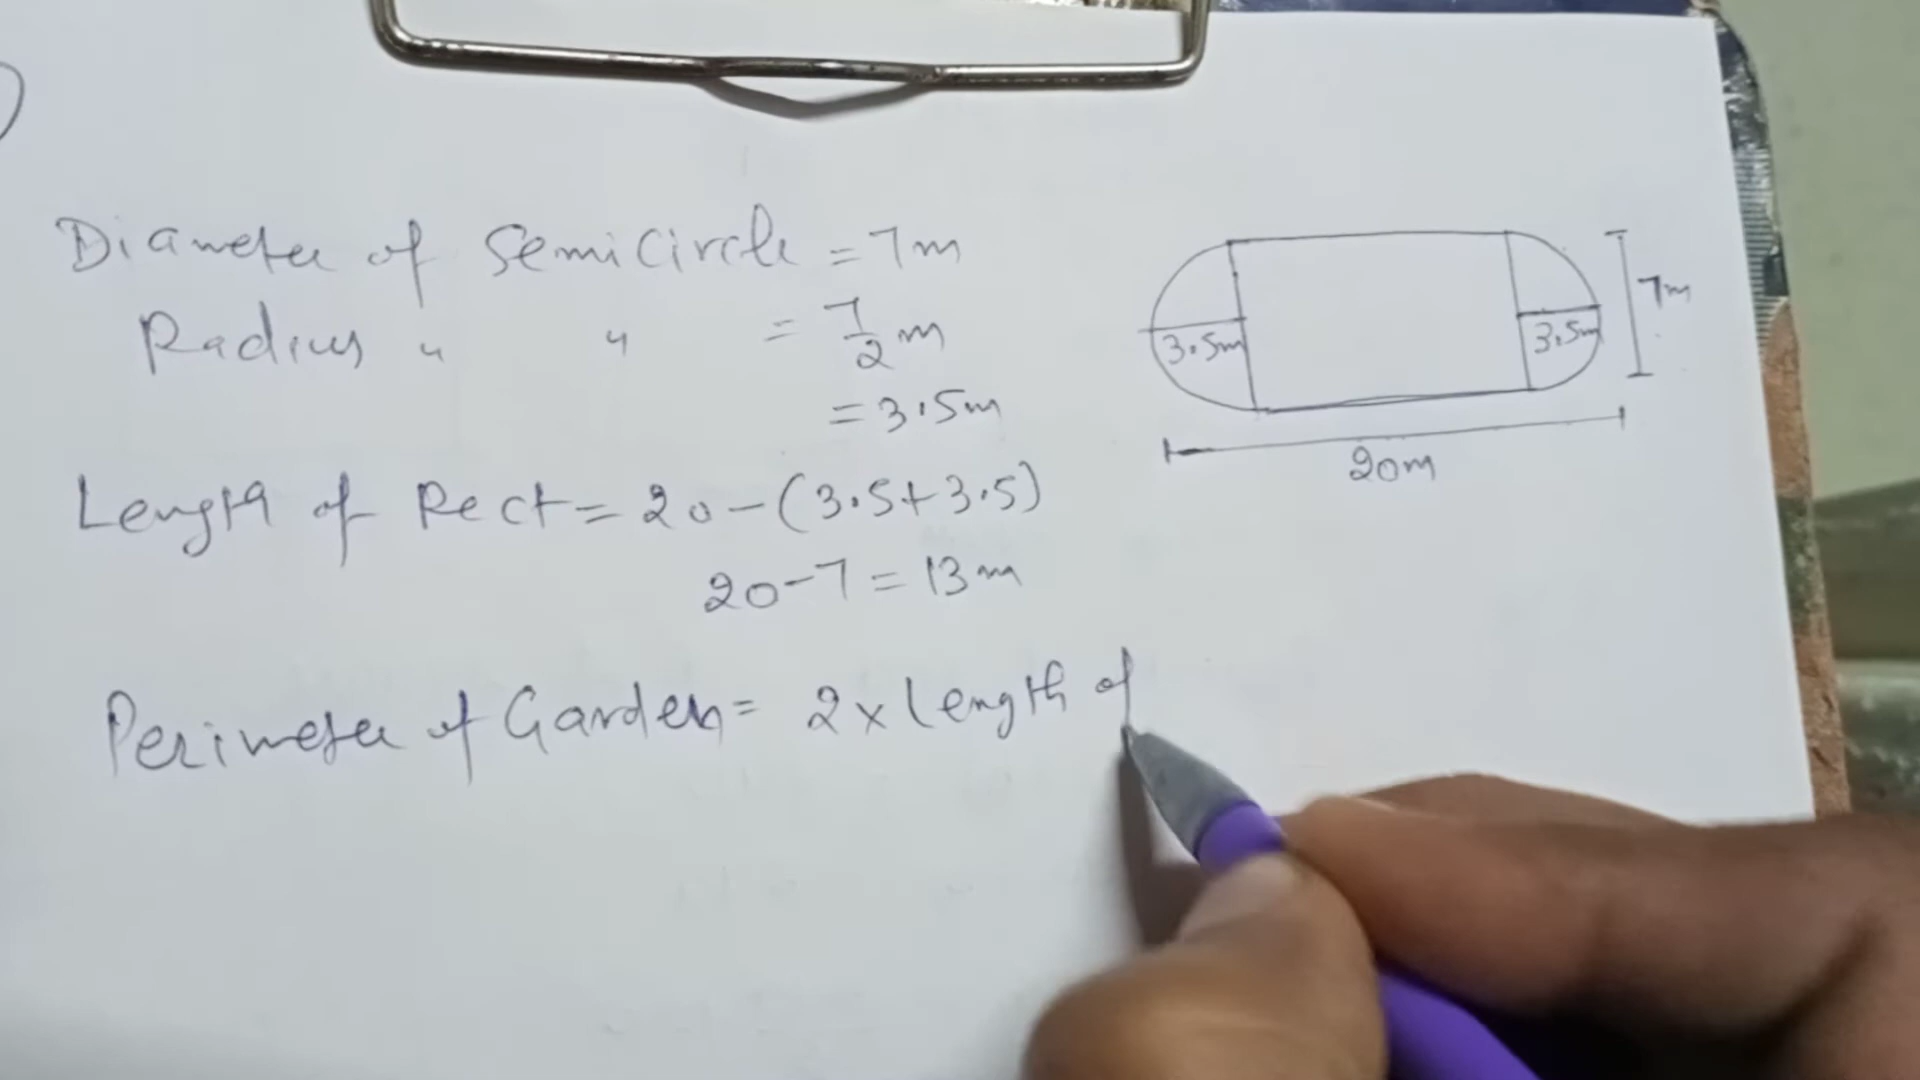 Diameter of Semicircle = 7m
Radius " " = 7/2 m
= 3.5m
Length of Rect = 20-(3.5+3.5)
20-7 = 13m
Perimeter of Garden = 2 x Length of
3.5m
3.5m
7m
20m